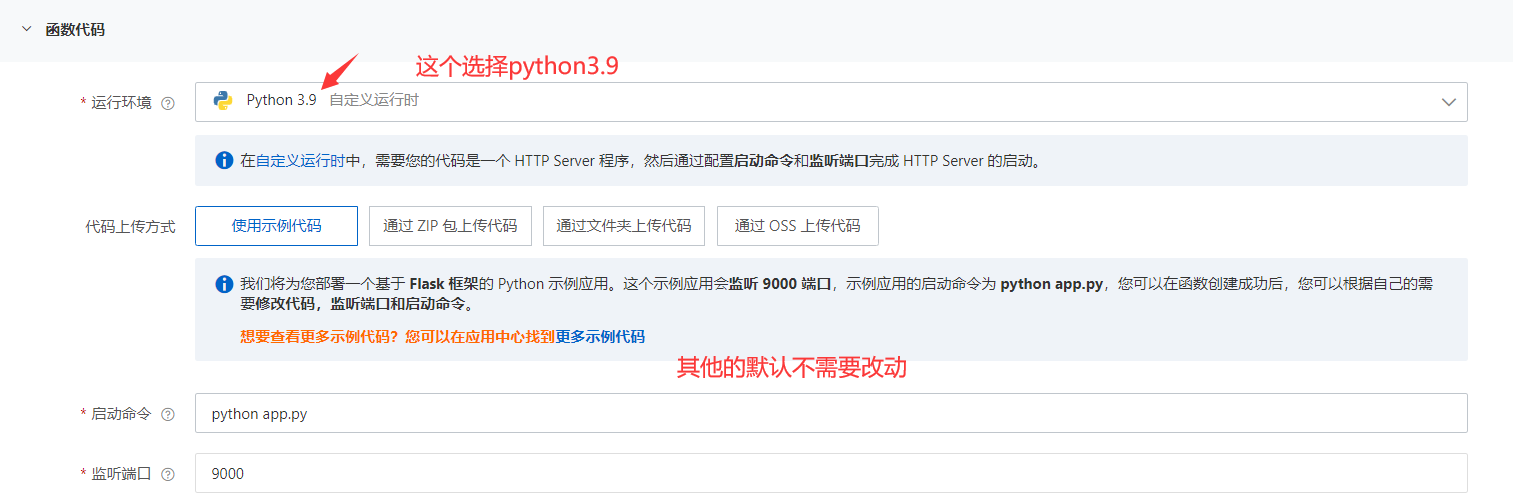 函数代码
这个选择python3.9
* 运行环境 Python 3.9 自定义运行时
在自定义运行时中，需要您的代码是一个 HTTP Server 程序，然后通过配置启动命令和监听端口完成 HTTP Server 的启动。
代码上传方式 使用示例代码 通过 ZIP 包上传代码 通过文件夹上传代码 通过 OSS 上传代码
我们将为您部署一个基于 Flask 框架的 Python 示例应用。这个示例应用会监听 9000 端口，示例应用的启动命令为 python app.py，您可以在函数创建成功后，您可以根据自己的需
要修改代码，监听端口和启动命令。
想要查看更多示例代码？您可以在应用中心找到更多示例代码
其他的默认不需要改动
* 启动命令 python app.py
* 监听端口 9000